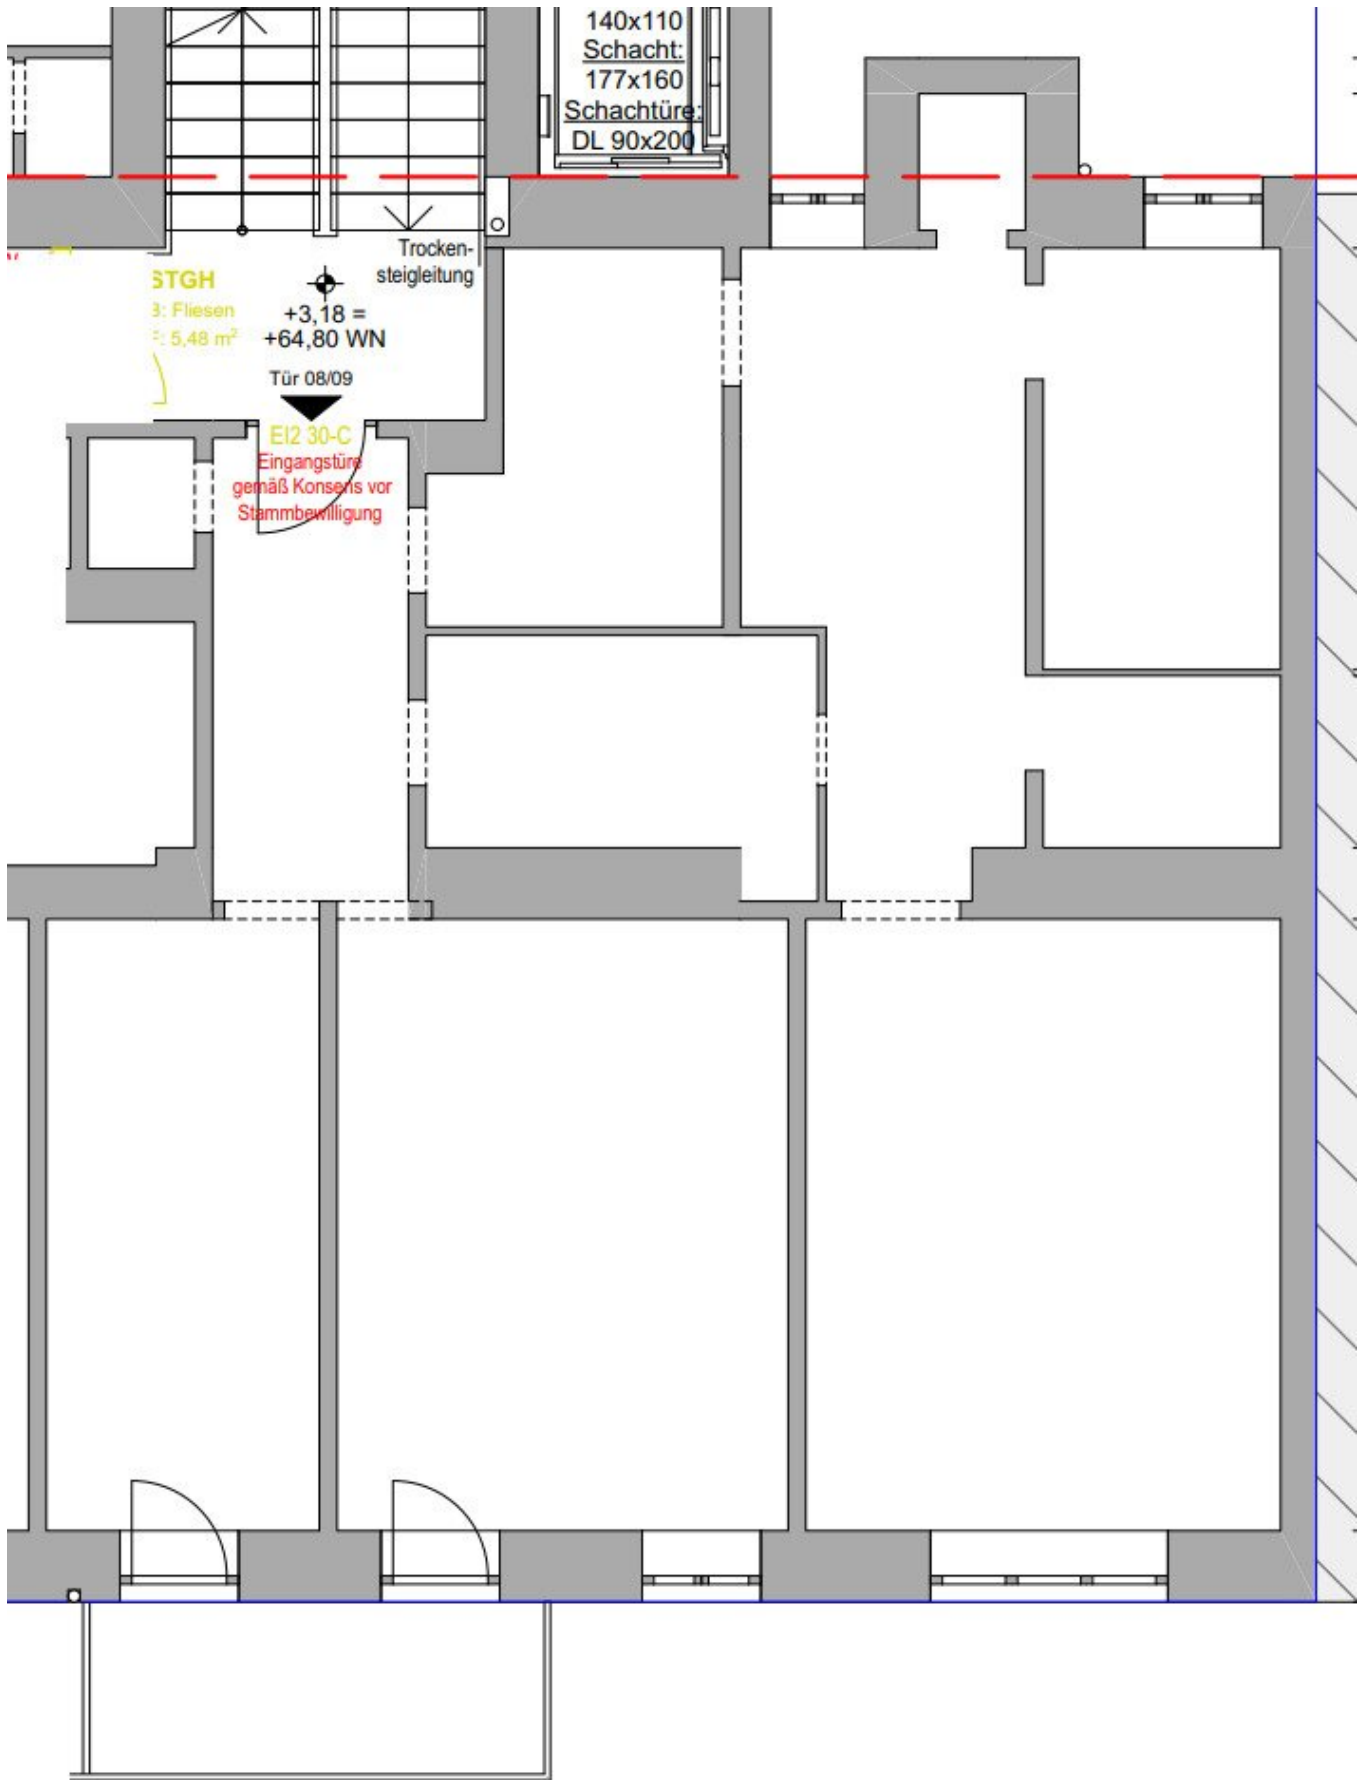 140x110
Schacht:
177x160
Schachttüre:
DL 90x200
Trocken-
steigleitung
STGH
B: Fliesen
F: 5,48 m²
+3,18 =
+64,80 WN
Tür 08/09
EI2 30-C
Eingangstüre
gemäß Konsens vor
Stammbewilligung